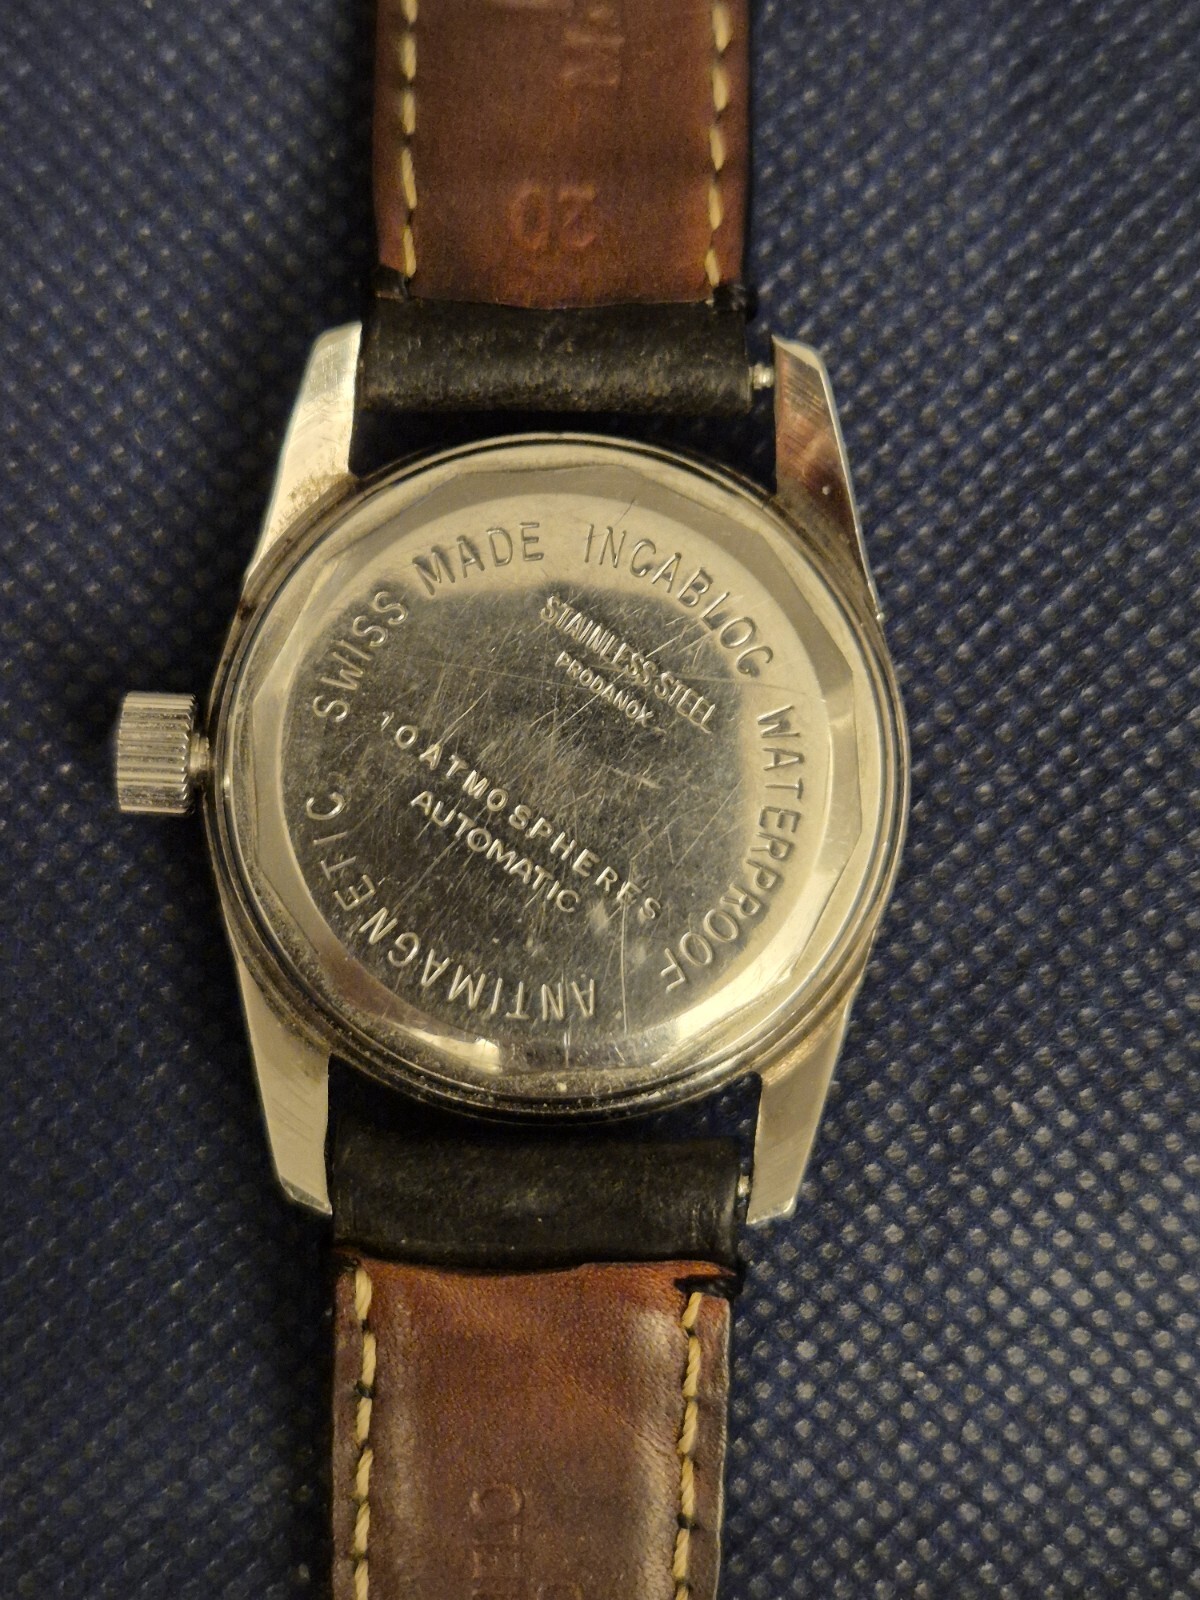 20
SWISS MADE INCABLOC WATERPROOF ANTIMAGNETIC
STAINLESS STEEL
PRODANOX
10 ATMOSPHERES
AUTOMATIC